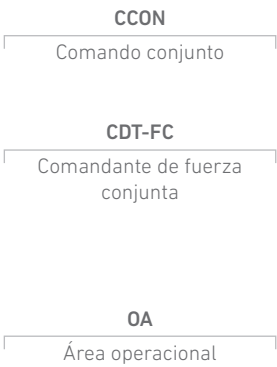 CCON
Comando conjunto
CDT-FC
Comandante de fuerza
conjunta
OA
Área operacional